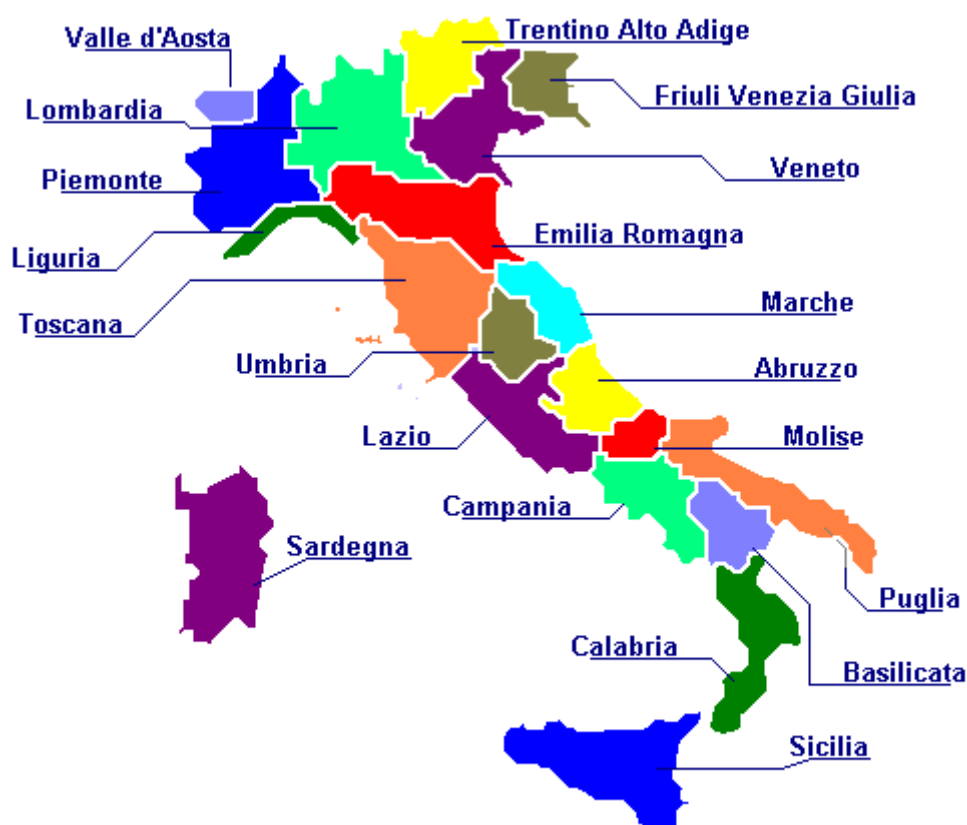 Trentino Alto Adige
Valle d'Aosta
Friuli Venezia Giulia
Lombardia
Veneto
Piemonte
Emilia Romagna
Liguria
Marche
Toscana
Umbria
Abruzzo
Lazio
Molise
Campania
Sardegna
Puglia
Calabria
Basilicata
Sicilia